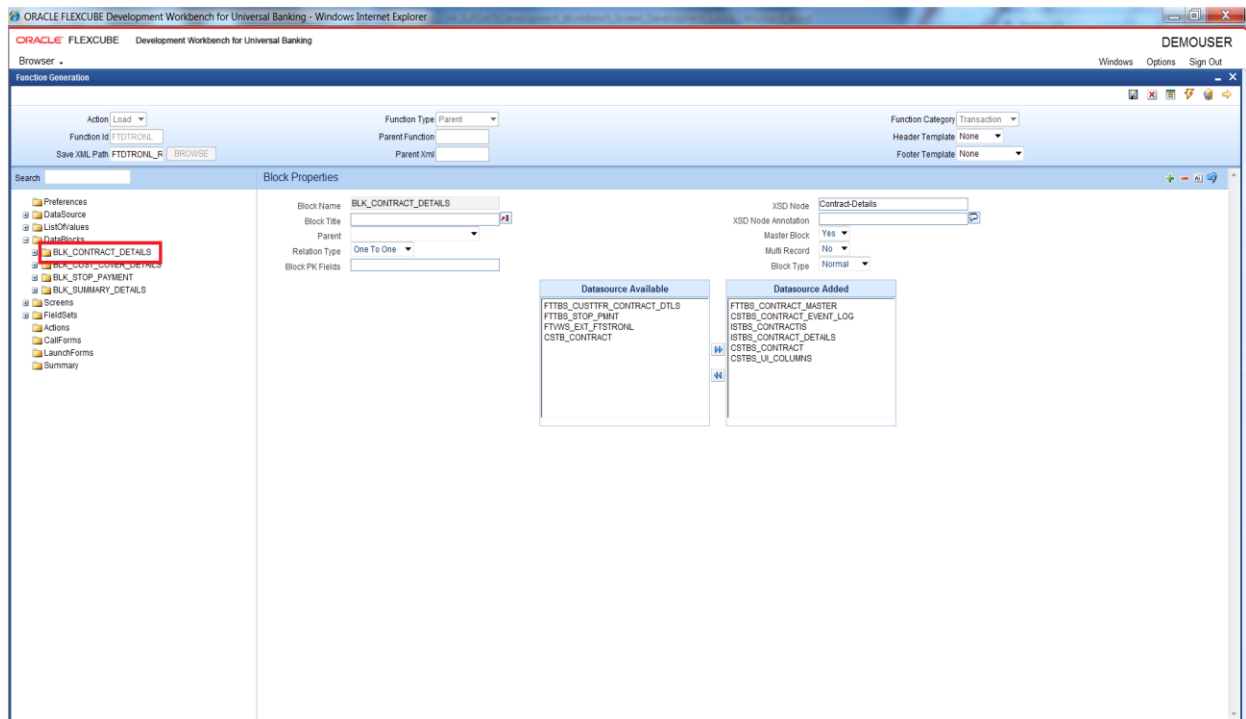 ORACLE FLEXCUBE Development Workbench for Universal Banking - Windows Internet Explorer
ORACLE FLEXCUBE Development Workbench for Universal Banking
DEMOUSER
Browser
Windows Options Sign Out
Function Generation
Action Load Function Type Parent Function Category Transaction
Function Id FTDTRONL Parent Function Header Template None
Save XML Path FTDTRONL_R BROWSE Parent Xml Footer Template None
Search
Block Properties
Preferences
DataSource
ListOfValues
DataBlocks
BLK_CONTRACT_DETAILS
BLK_CUST_COVER_DETAILS
BLK_STOP_PAYMENT
BLK_SUMMARY_DETAILS
Screens
FieldSets
Actions
CallForms
LaunchForms
Summary
Block Name BLK_CONTRACT_DETAILS XSD Node Contract-Details
Block Title XSD Node Annotation
Parent Master Block Yes
Relation Type One To One Multi Record No
Block PK Fields Block Type Normal
Datasource Available
FTTBS_CUSTTFR_CONTRACT_DTLS
FTTBS_STOP_PMNT
FTVWS_EXT_FTSTRONL
CSTB_CONTRACT
Datasource Added
FTTBS_CONTRACT_MASTER
CSTBS_CONTRACT_EVENT_LOG
ISTBS_CONTRACTIS
ISTBS_CONTRACT_DETAILS
CSTBS_CONTRACT
CSTBS_UI_COLUMNS